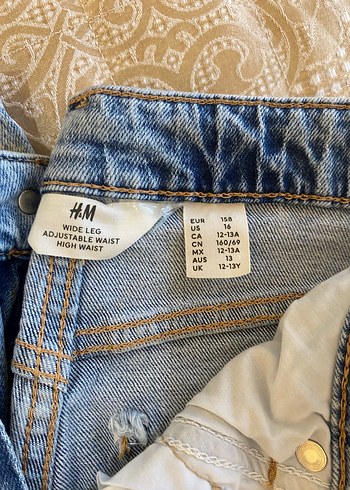 H&M
WIDE LEG
ADJUSTABLE WAIST
HIGH WAIST
EUR 158
US 16
CA 12-13A
CN 160/69
MX 12-13A
AUS 13
UK 12-13Y